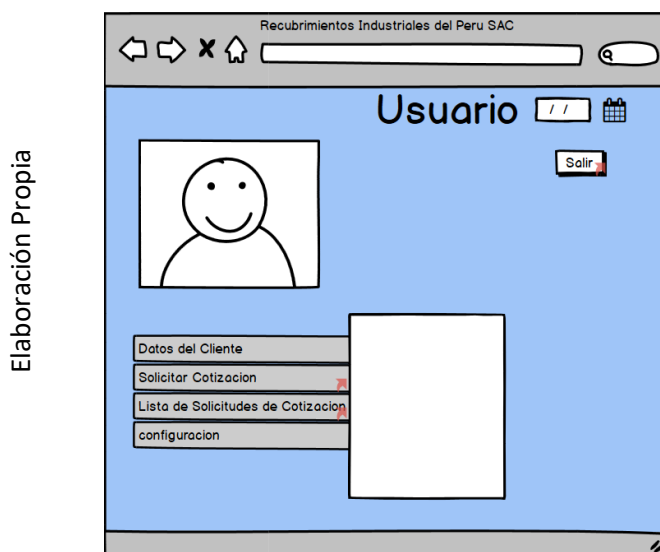 Elaboración Propia
Recubrimientos Industriales del Peru SAC
Usuario / /
Salir
Datos del Cliente
Solicitar Cotizacion
Lista de Solicitudes de Cotizacion
configuracion